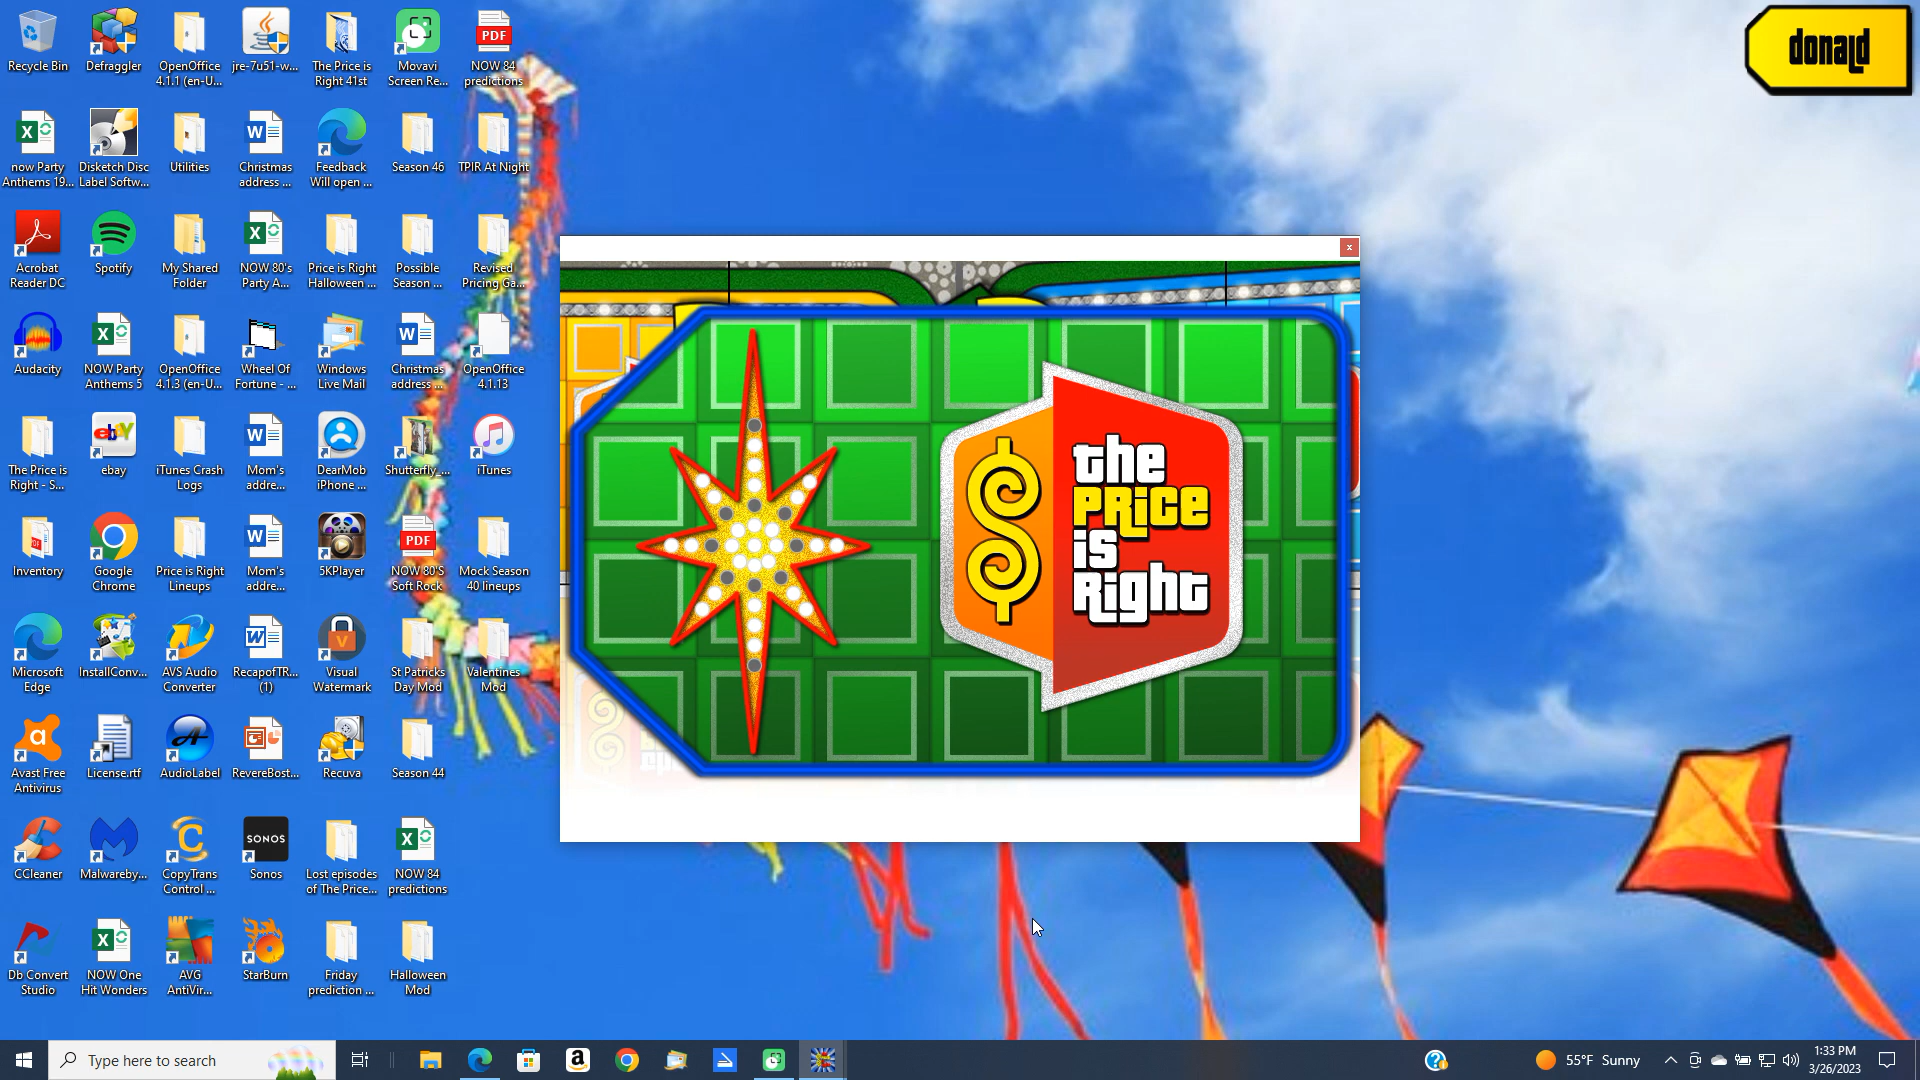 Recycle Bin
Defraggler
OpenOffice
4.1.1 (en-U...
jre-7u51-w...
The Price is
Right 41st
Movavi
Screen Re...
PDF
NOW 84
predictions
donald
now Party
Anthems 19...
Disketch Disc
Label Softw...
Utilities
Christmas
address ...
Feedback
Will open ...
Season 46
TPIR At Night
Acrobat
Reader DC
Spotify
My Shared
Folder
NOW 80's
Party A...
Price is Right
Halloween ...
Possible
Season ...
Revised
Pricing Ga...
Audacity
NOW Party
Anthems 5
OpenOffice
4.1.3 (en-U...
Wheel Of
Fortune - ...
Windows
Live Mail
Christmas
address ...
OpenOffice
4.1.13
The Price is
Right - S...
ebay
ebay
iTunes Crash
Logs
Mom's
addre...
DearMob
iPhone ...
Shutterfly_...
iTunes
Inventory
Google
Chrome
Price is Right
Lineups
Mom's
addre...
5KPlayer
PDF
NOW 80'S
Soft Rock
Mock Season
40 lineups
Microsoft
Edge
InstallConv...
AVS Audio
Converter
RecapofTR...
(1)
Visual
Watermark
St Patricks
Day Mod
Valentines
Mod
Avast Free
Antivirus
License.rtf
AudioLabel
RevereBost...
Recuva
Season 44
CCleaner
Malwareby...
CopyTrans
Control ...
SONOS
Sonos
Lost episodes
of The Price...
NOW 84
predictions
Db Convert
Studio
NOW One
Hit Wonders
AVG
AntiVir...
StarBurn
Friday
prediction ...
Halloween
Mod
the
PRice
is
Right
Type here to search
55°F Sunny
1:33 PM
3/26/2023